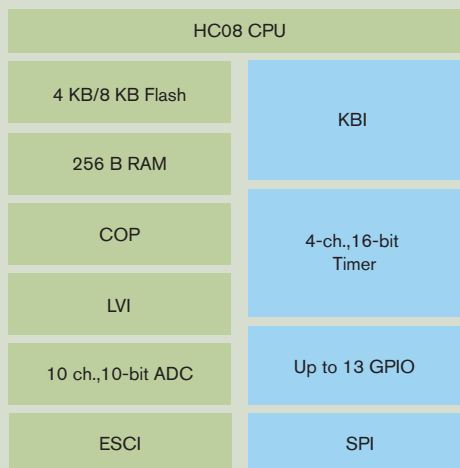 HC08 CPU
4 KB/8 KB Flash
256 B RAM
COP
LVI
10 ch.,10-bit ADC
ESCI
KBI
4-ch.,16-bit
Timer
Up to 13 GPIO
SPI